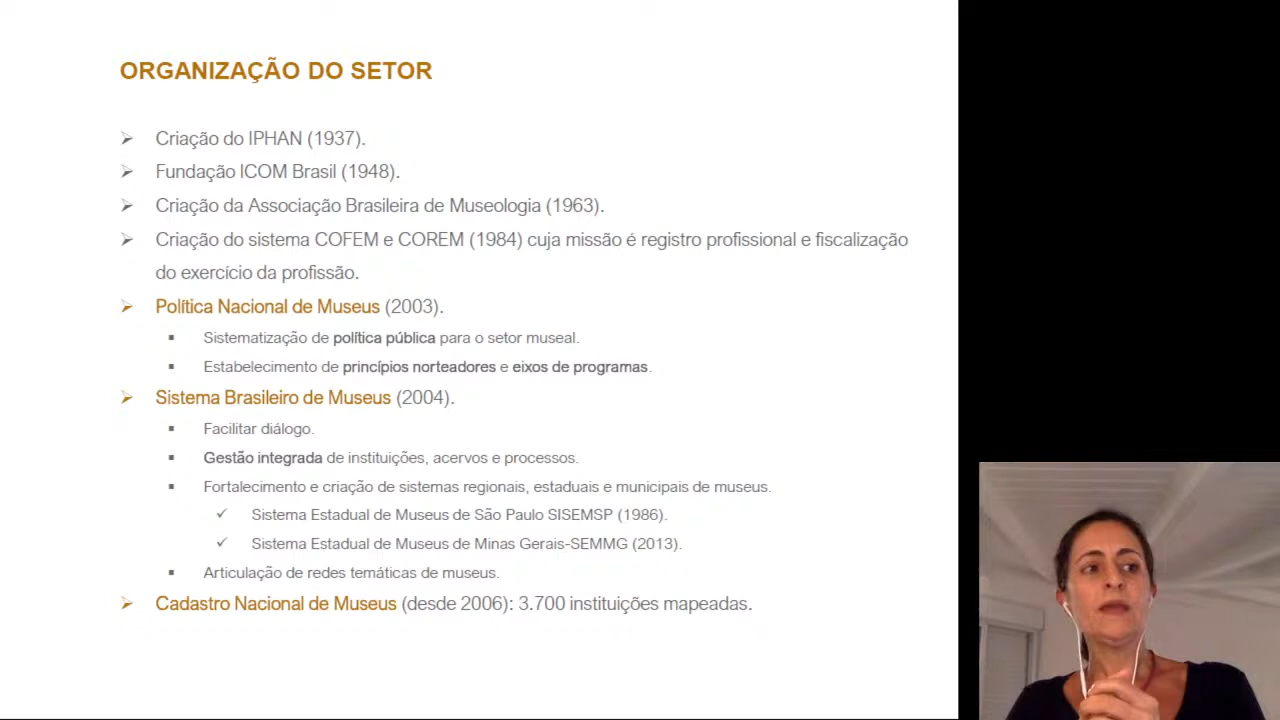 ORGANIZAÇÃO DO SETOR
➢ Criação do IPHAN (1937).
➢ Fundação ICOM Brasil (1948).
➢ Criação da Associação Brasileira de Museologia (1963).
➢ Criação do sistema COFEM e COREM (1984) cuja missão é registro profissional e fiscalização
do exercício da profissão.
➢ Política Nacional de Museus (2003).
▪ Sistematização de política pública para o setor museal.
▪ Estabelecimento de princípios norteadores e eixos de programas.
➢ Sistema Brasileiro de Museus (2004).
▪ Facilitar diálogo.
▪ Gestão integrada de instituições, acervos e processos.
▪ Fortalecimento e criação de sistemas regionais, estaduais e municipais de museus.
✓ Sistema Estadual de Museus de São Paulo SISEMSP (1986).
✓ Sistema Estadual de Museus de Minas Gerais-SEMMG (2013).
▪ Articulação de redes temáticas de museus.
➢ Cadastro Nacional de Museus (desde 2006): 3.700 instituições mapeadas.